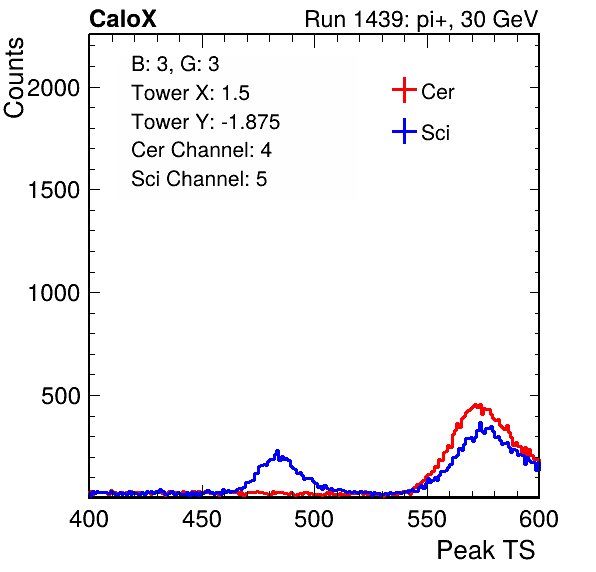 CaloX Run 1439: pi+, 30 GeV
Counts
B: 3, G: 3
Tower X: 1.5
Tower Y: -1.875
Cer Channel: 4
Sci Channel: 5
Cer
Sci
2000
1500
1000
500
400 450 500 550 600
Peak TS